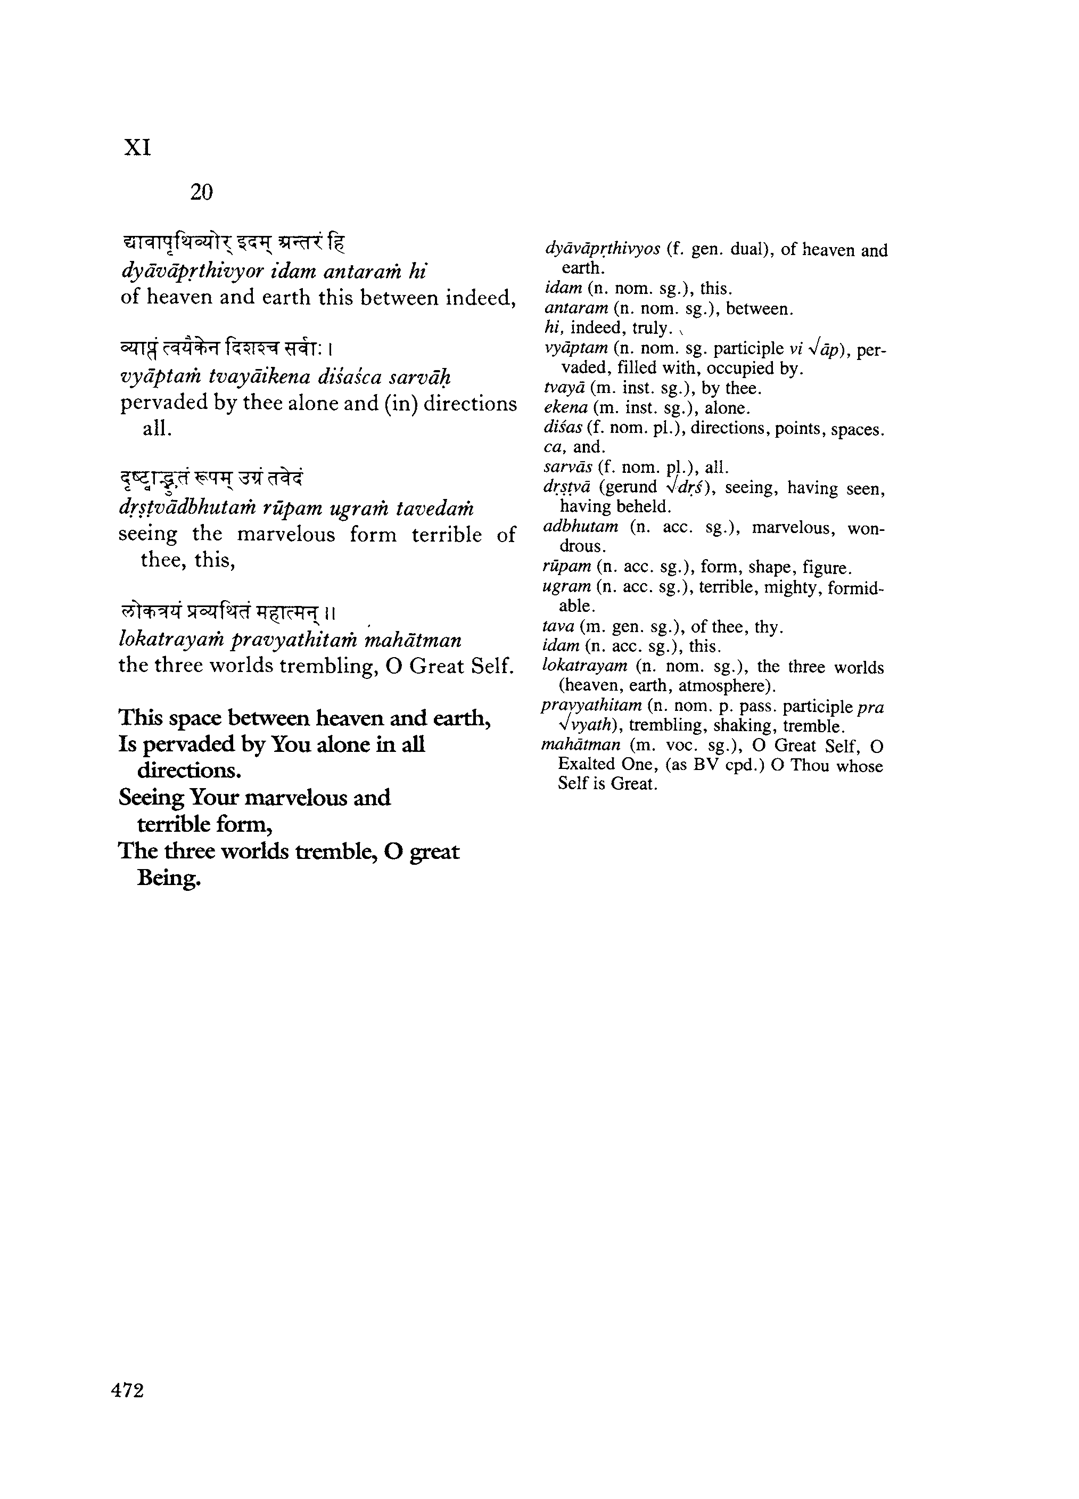 XI
20
द्यावापृथिव्योर् इदम् अन्तरं हि
dyāvāpṛthivyor idam antaraṁ hi
of heaven and earth this between indeed,
व्याप्तं त्वयैकेन दिशश्च सर्वाः ।
vyāptaṁ tvayāikena diśaśca sarvāḥ
pervaded by thee alone and (in) directions
all.
दृष्ट्वाद्भुतं रूपम् उग्रं तवेदं
dṛṣṭvādbhutaṁ rūpam ugraṁ tavedaṁ
seeing the marvelous form terrible of
thee, this,
लोकत्रयं प्रव्यथितं महात्मन् ।।
lokatrayaṁ pravyathitaṁ mahātman
the three worlds trembling, O Great Self.
This space between heaven and earth,
Is pervaded by You alone in all
directions.
Seeing Your marvelous and
terrible form,
The three worlds tremble, O great
Being.
dyāvāpṛthivyos (f. gen. dual), of heaven and
earth.
idam (n. nom. sg.), this.
antaram (n. nom. sg.), between.
hi, indeed, truly.
vyāptam (n. nom. sg. participle vi √āp), per-
vaded, filled with, occupied by.
tvayā (m. inst. sg.), by thee.
ekena (m. inst. sg.), alone.
diśas (f. nom. pl.), directions, points, spaces.
ca, and.
sarvās (f. nom. pl.), all.
dṛṣṭvā (gerund √dṛś), seeing, having seen,
having beheld.
adbhutam (n. acc. sg.), marvelous, won-
drous.
rūpam (n. acc. sg.), form, shape, figure.
ugram (n. acc. sg.), terrible, mighty, formid-
able.
tava (m. gen. sg.), of thee, thy.
idam (n. acc. sg.), this.
lokatrayam (n. nom. sg.), the three worlds
(heaven, earth, atmosphere).
pravyathitam (n. nom. p. pass. participle pra
√vyath), trembling, shaking, tremble.
mahātman (m. voc. sg.), O Great Self, O
Exalted One, (as BV cpd.) O Thou whose
Self is Great.
472